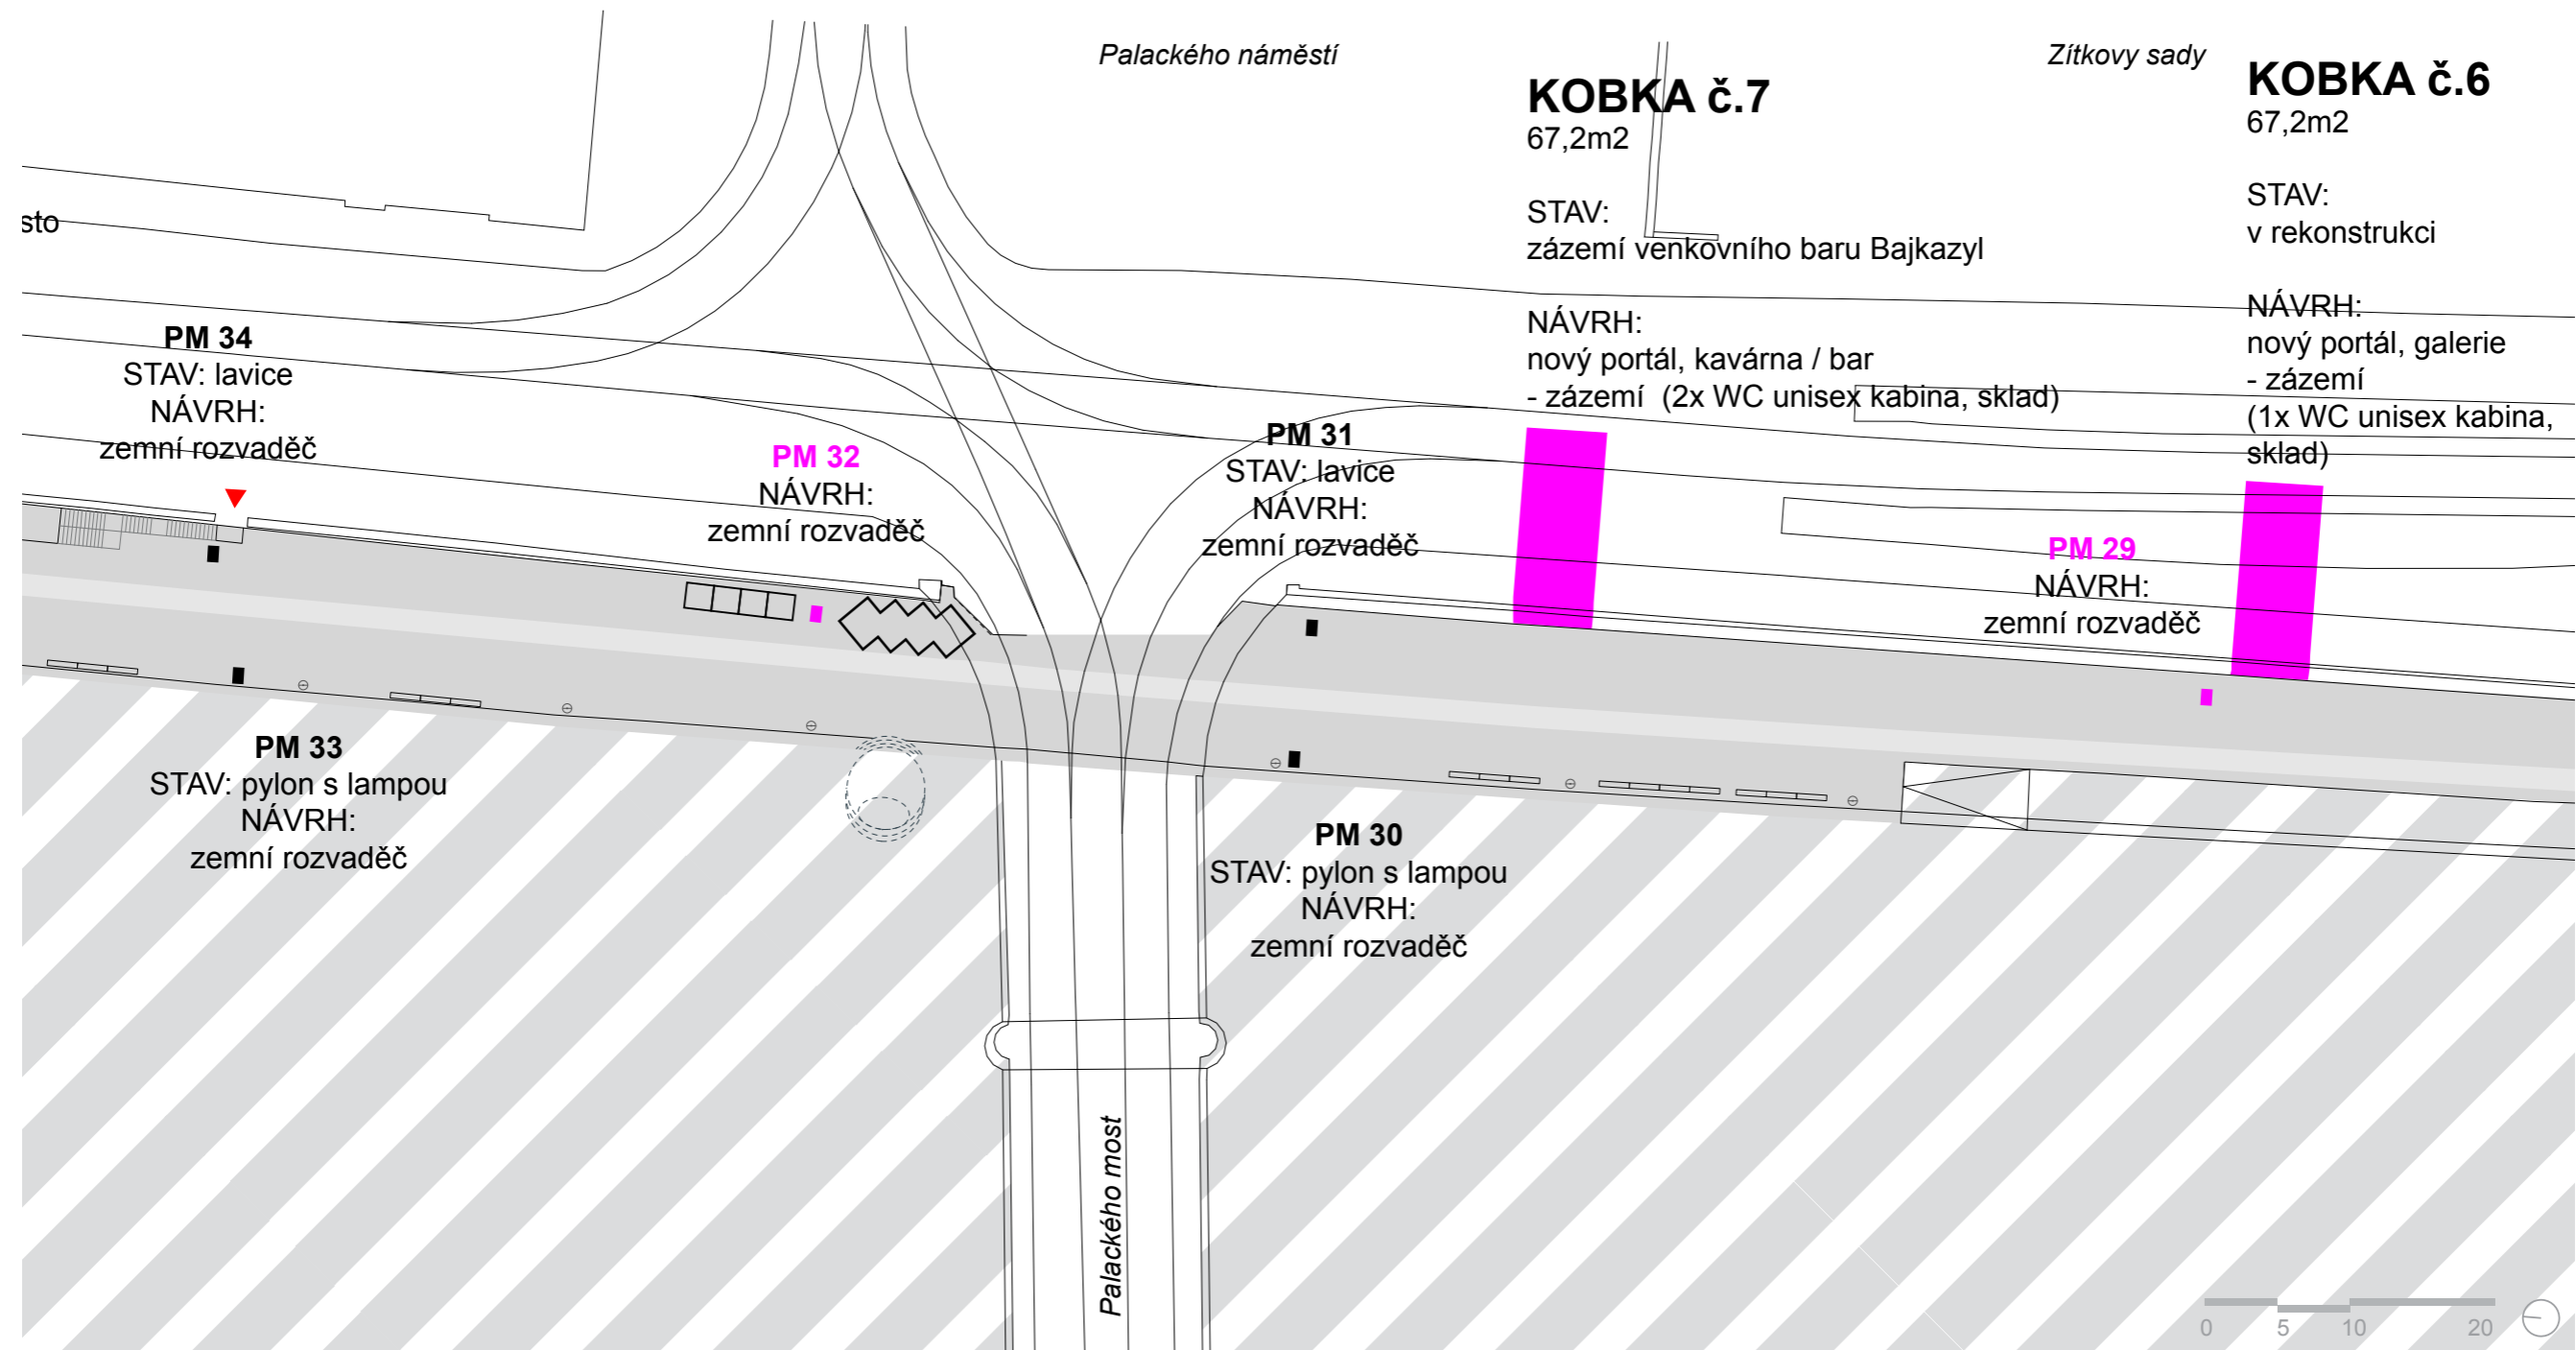 Palackého náměstí
Zítkovy sady
KOBKA č.7
67,2m2
STAV:
zázemí venkovního baru Bajkazyl
NÁVRH:
nový portál, kavárna / bar
- zázemí  (2x WC unisex kabina, sklad)
KOBKA č.6
67,2m2
STAV:
v rekonstrukci
NÁVRH:
nový portál, galerie
- zázemí
(1x WC unisex kabina,
sklad)
sto
PM 34
STAV: lavice
NÁVRH:
zemní rozvaděč
PM 32
NÁVRH:
zemní rozvaděč
PM 31
STAV: lavice
NÁVRH:
zemní rozvaděč
PM 29
NÁVRH:
zemní rozvaděč
PM 33
STAV: pylon s lampou
NÁVRH:
zemní rozvaděč
PM 30
STAV: pylon s lampou
NÁVRH:
zemní rozvaděč
Palackého most
0 5 10 20